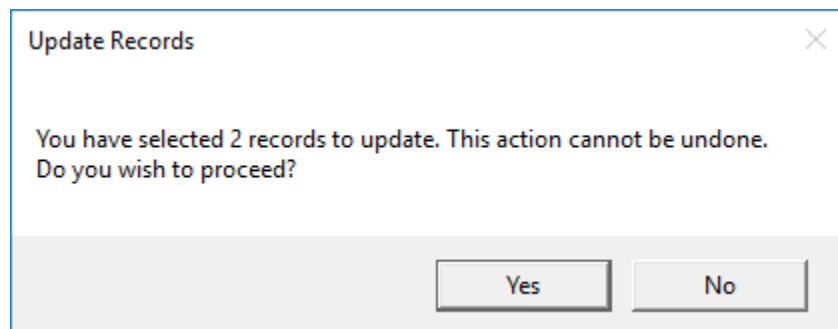 Update Records
You have selected 2 records to update. This action cannot be undone.
Do you wish to proceed?
Yes
No